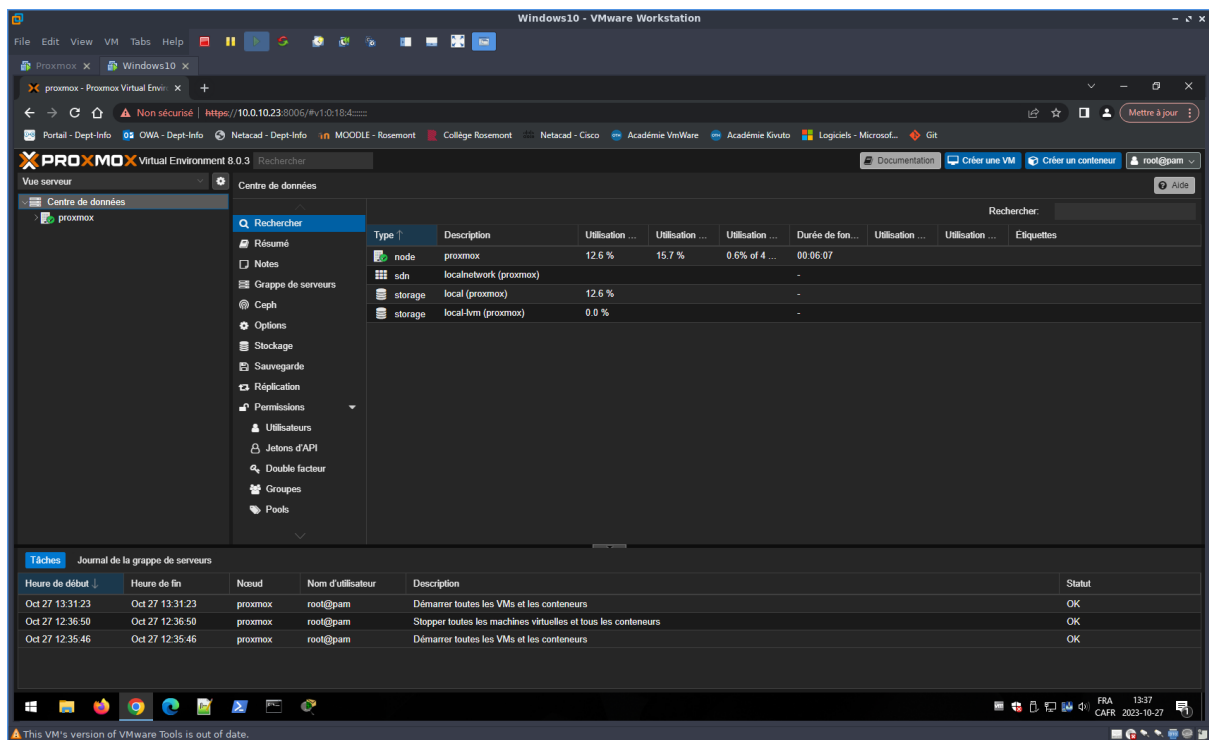 Windows10 - VMware Workstation
File Edit View VM Tabs Help
Proxmox Windows10
proxmox - Proxmox Virtual Envir
Non sécurisé | https://10.0.10.23:8006/#v1:0:18:4:::::::
Mettre à jour
Portail - Dept-Info OWA - Dept-Info Netacad - Dept-Info MOODLE - Rosemont Collège Rosemont Netacad - Cisco Académie VmWare Académie Kivuto Logiciels - Microsof... Git
PROXMOX Virtual Environment 8.0.3 Rechercher Documentation Créer une VM Créer un conteneur root@pam
Vue serveur
Centre de données
proxmox
Centre de données Aide
Rechercher
Résumé
Notes
Grappe de serveurs
Ceph
Options
Stockage
Sauvegarde
Réplication
Permissions
Utilisateurs
Jetons d'API
Double facteur
Groupes
Pools
Rechercher:
Type ↑ Description Utilisation ... Utilisation ... Utilisation ... Durée de fon... Utilisation ... Utilisation ... Étiquettes
node proxmox 12.6 % 15.7 % 0.6% of 4 ... 00:06:07
sdn localnetwork (proxmox) -
storage local (proxmox) 12.6 % -
storage local-lvm (proxmox) 0.0 % -
Tâches Journal de la grappe de serveurs
Heure de début ↓ Heure de fin Nœud Nom d'utilisateur Description Statut
Oct 27 13:31:23 Oct 27 13:31:23 proxmox root@pam Démarrer toutes les VMs et les conteneurs OK
Oct 27 12:36:50 Oct 27 12:36:50 proxmox root@pam Stopper toutes les machines virtuelles et tous les conteneurs OK
Oct 27 12:35:46 Oct 27 12:35:46 proxmox root@pam Démarrer toutes les VMs et les conteneurs OK
FRA 13:37
CAFR 2023-10-27
This VM's version of VMware Tools is out of date.